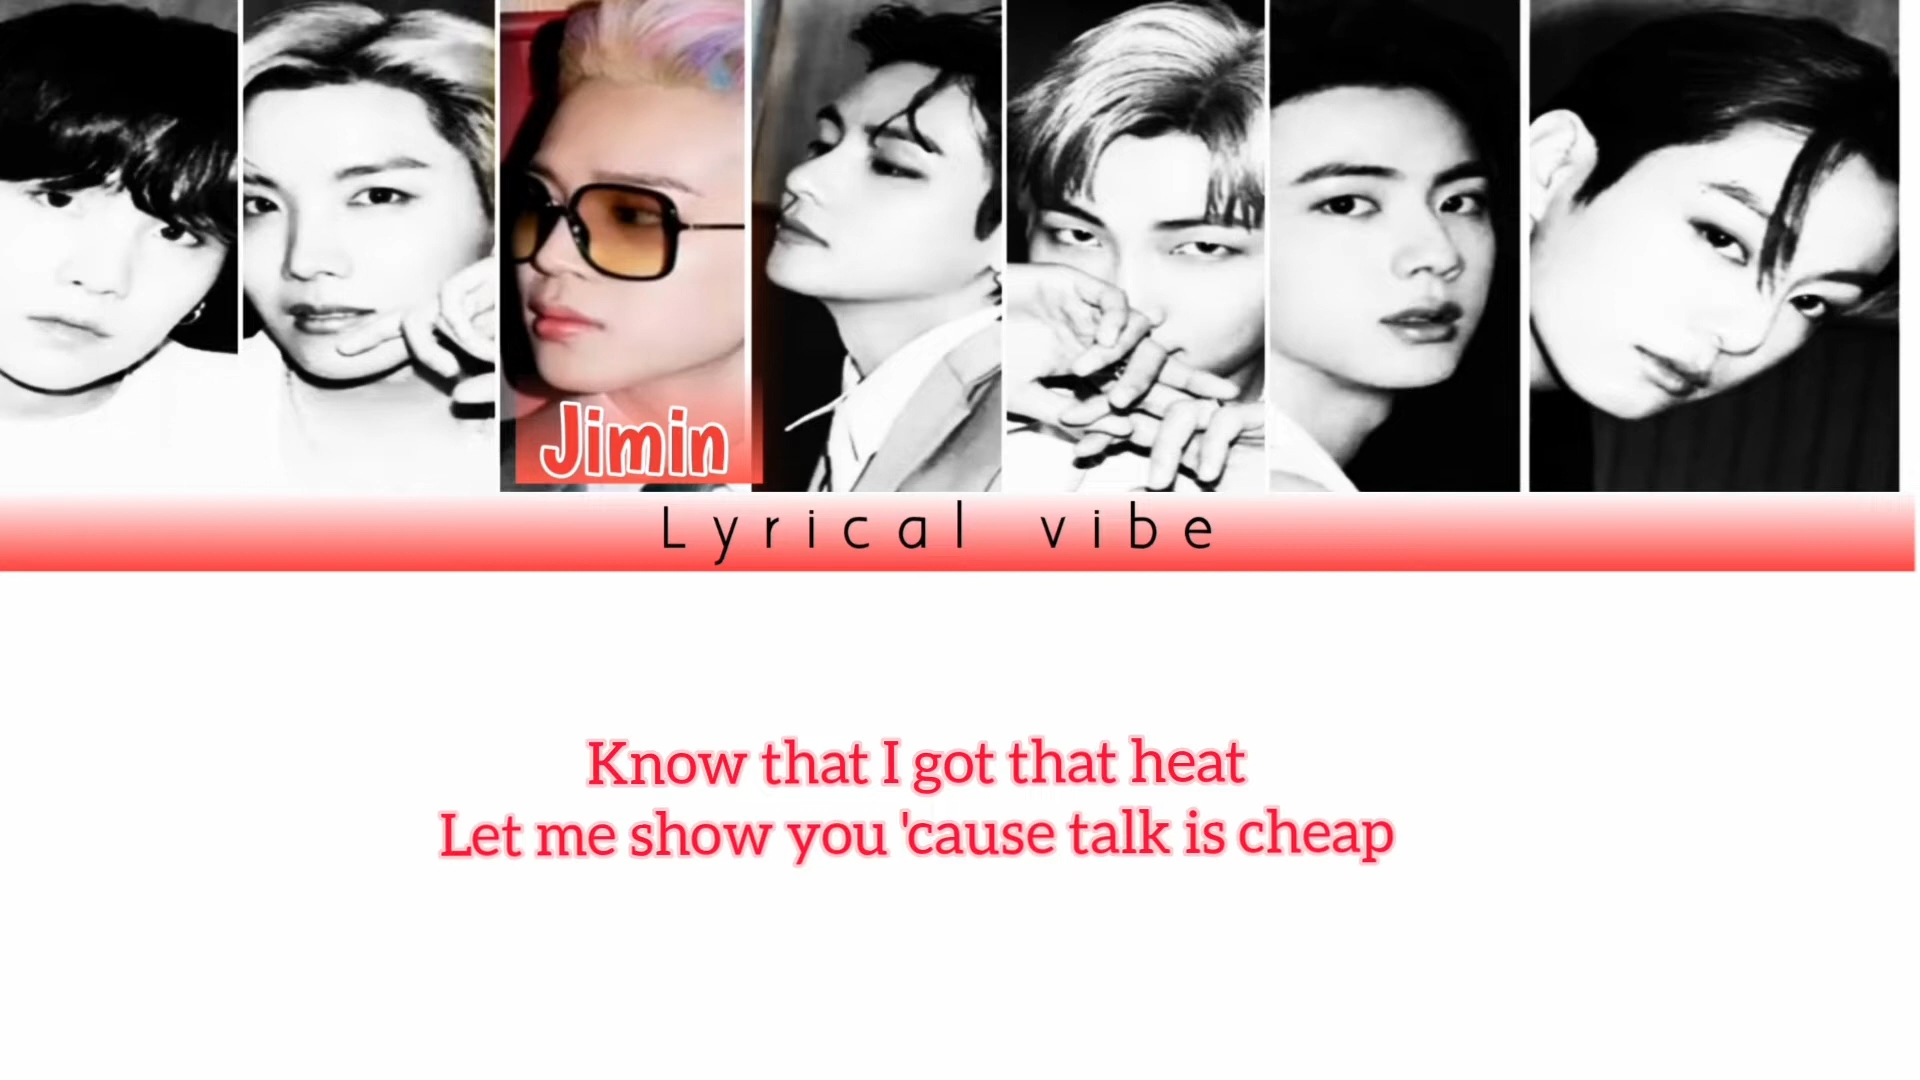 Jimin
Lyrical vibe
Know that I got that heat
Let me show you 'cause talk is cheap